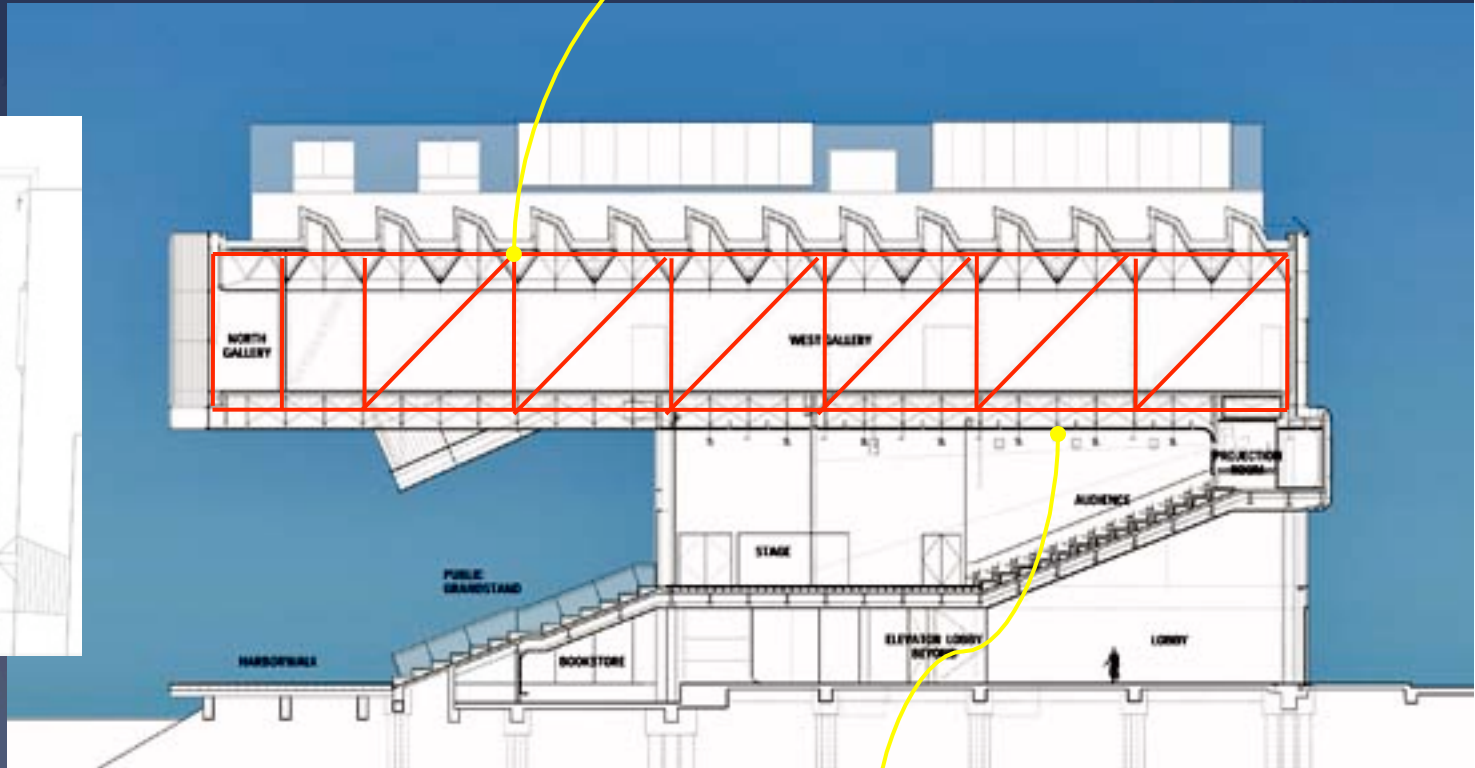 NORTH
GALLERY
WEST GALLERY
PROJECTION
ROOM
AUDIENCE
STAGE
PUBLIC
GRANDSTAND
ELEVATOR LOBBY
BEYOND
LOBBY
HARBORWALK
BOOKSTORE